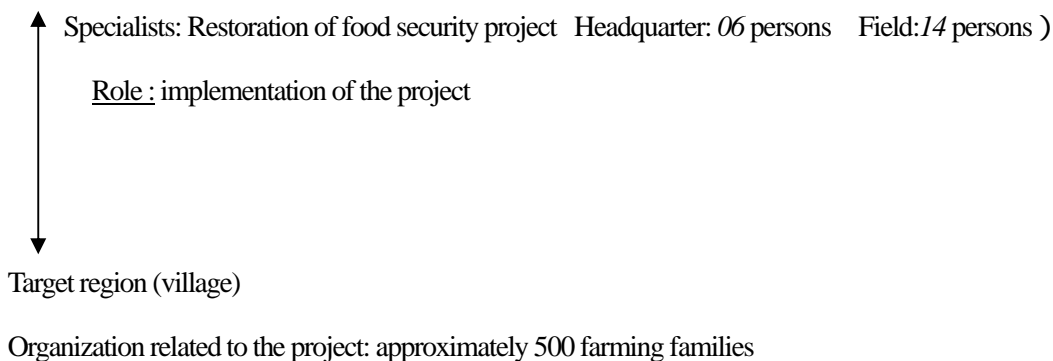 Specialists: Restoration of food security project Headquarter: 06 persons Field:14 persons )
Role : implementation of the project
Target region (village)
Organization related to the project: approximately 500 farming families